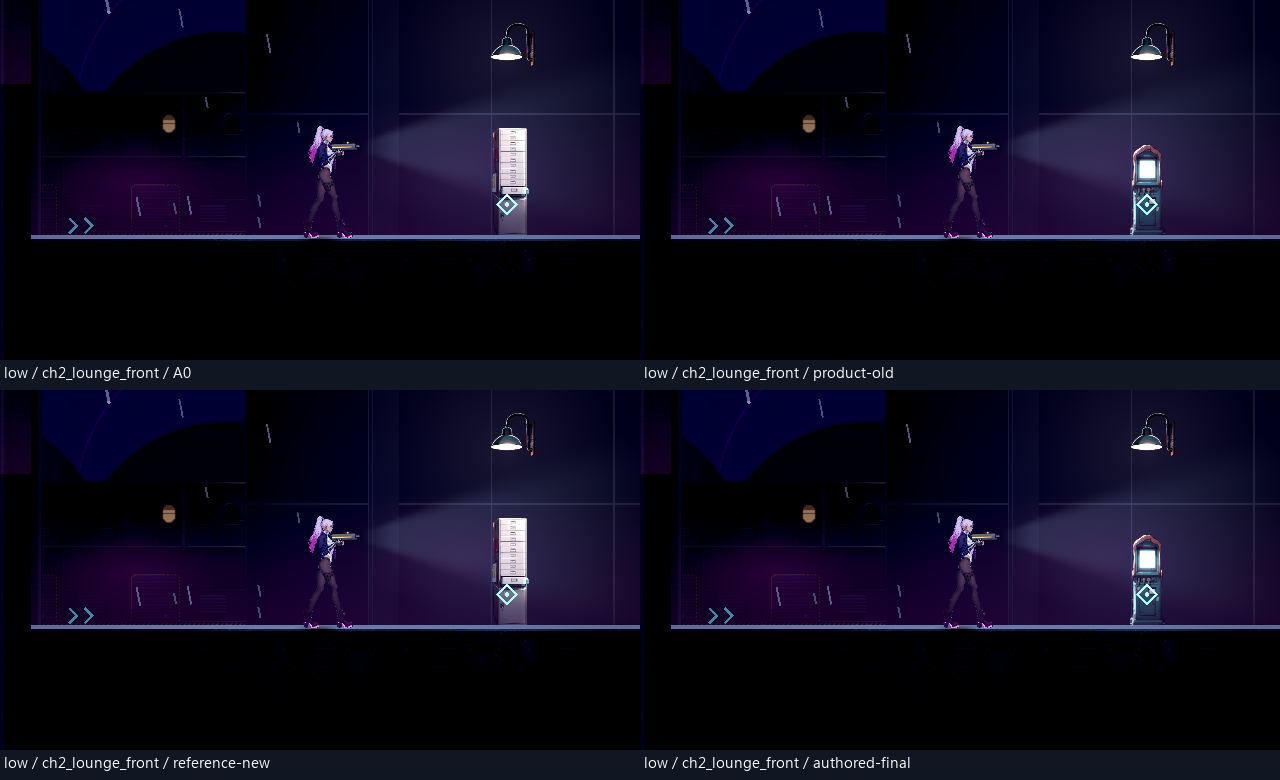 low / ch2_lounge_front / A0
low / ch2_lounge_front / product-old
low / ch2_lounge_front / reference-new
low / ch2_lounge_front / authored-final